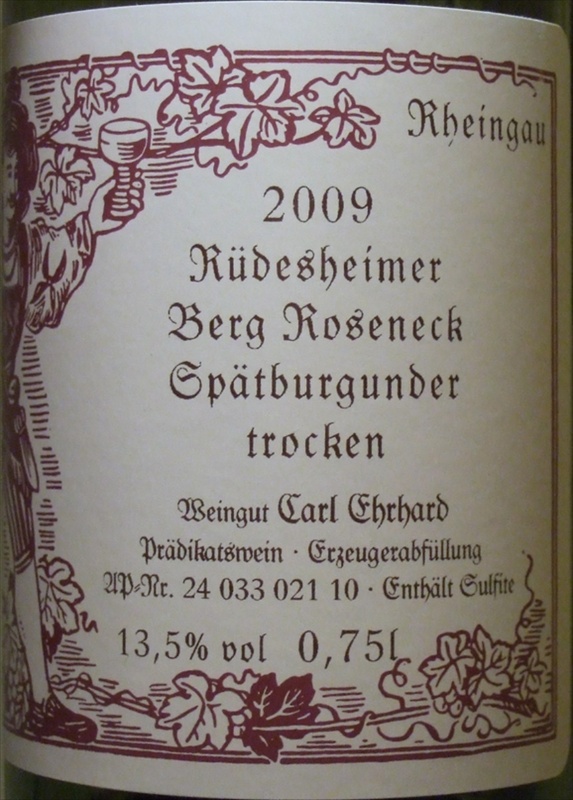 Rheingau
2009
Rüdesheimer
Berg Roseneck
Spätburgunder
trocken
Weingut Carl Ehrhard
Prädikatswein · Erzeugerabfüllung
AP-Nr. 24 033 021 10 · Enthält Sulfite
13,5% vol 0,75l